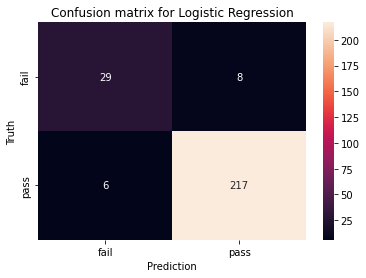 Confusion matrix for Logistic Regression
fail
29
8
Truth
pass
6
217
fail
pass
Prediction
200
175
150
125
100
75
50
25